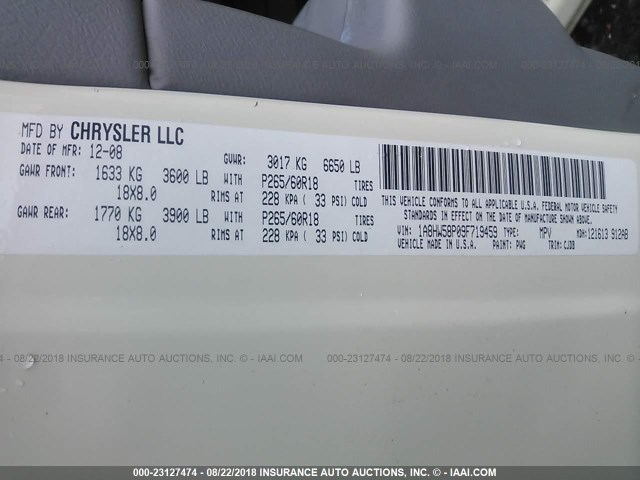 000-23127474 - 08/22/2018 INSURANCE AUTO AUCTIONS, INC. © - IAAI.COM
MFD BY CHRYSLER LLC
DATE OF MFR: 12-08 GVWR: 3017 KG 6650 LB
GAWR FRONT: 1633 KG 3600 LB WITH P265/60R18 TIRES
18X8.0 RIMS AT 228 KPA ( 33 PSI) COLD
GAWR REAR: 1770 KG 3900 LB WITH P265/60R18 TIRES
18X8.0 RIMS AT 228 KPA ( 33 PSI) COLD
THIS VEHICLE CONFORMS TO ALL APPLICABLE U.S.A. FEDERAL MOTOR VEHICLE SAFETY
STANDARDS IN EFFECT ON THE DATE OF MANUFACTURE SHOWN ABOVE.
VIN: 1A8HW58P09F719459 TYPE: MPV MDH: 121613 912AB
VEHICLE MADE IN U.S.A. PAINT: PWG TRIM: CJDB
000-23127474 - 08/22/2018 INSURANCE AUTO AUCTIONS, INC. © - IAAI.COM
000-23127474 - 08/22/2018 INSURANCE AUTO AUCTIONS, INC. © - IAAI.COM